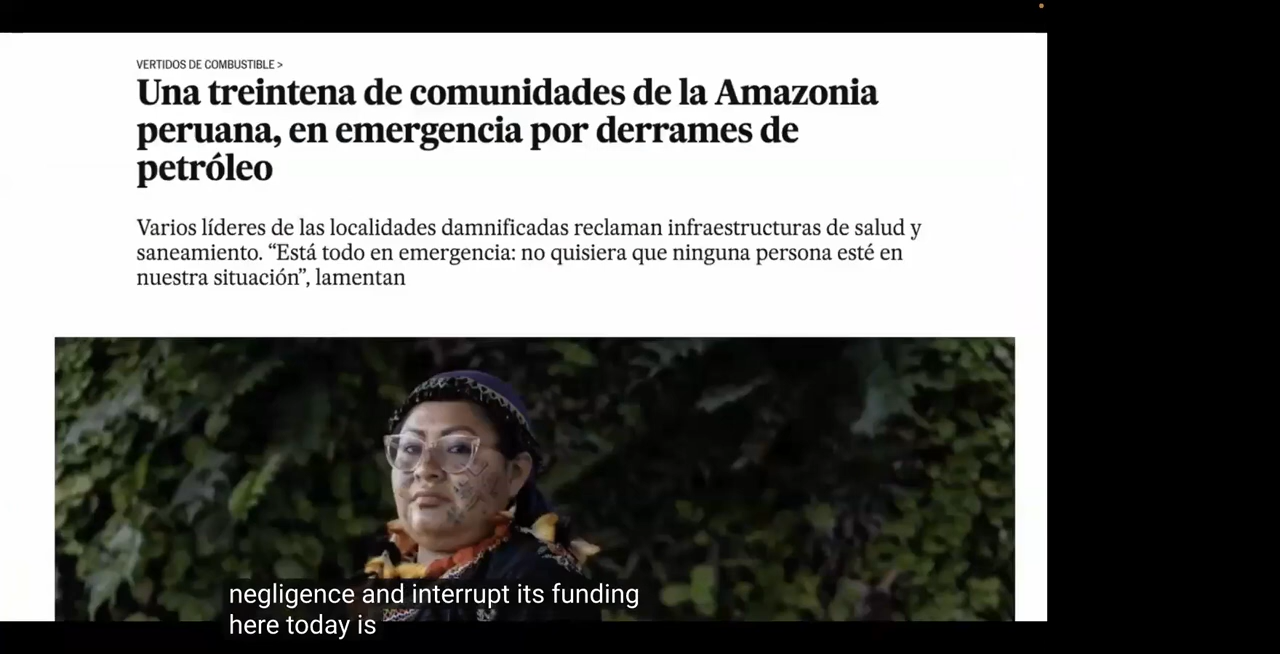 VERTIDOS DE COMBUSTIBLE >
Una treintena de comunidades de la Amazonia
peruana, en emergencia por derrames de
petróleo
Varios líderes de las localidades damnificadas reclaman infraestructuras de salud y
saneamiento. “Está todo en emergencia: no quisiera que ninguna persona esté en
nuestra situación”, lamentan
negligence and interrupt its funding
here today is